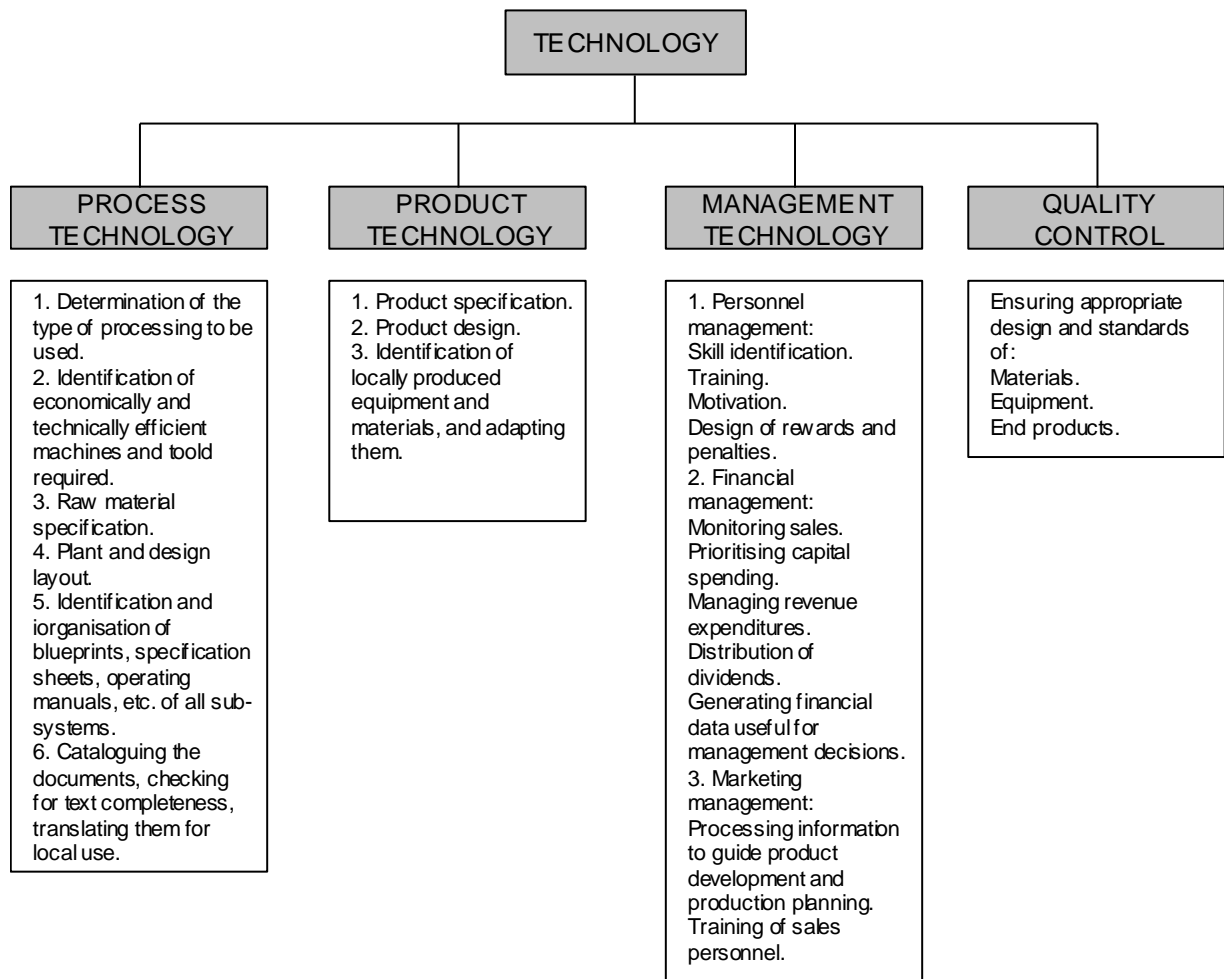 TECHNOLOGY
PROCESS
TECHNOLOGY
1. Determination of the
type of processing to be
used.
2. Identification of
economically and
technically efficient
machines and toold
required.
3. Raw material
specification.
4. Plant and design
layout.
5. Identification and
iorganisation of
blueprints, specification
sheets, operating
manuals, etc. of all sub-
systems.
6. Cataloguing the
documents, checking
for text completeness,
translating them for
local use.
PRODUCT
TECHNOLOGY
1. Product specification.
2. Product design.
3. Identification of
locally produced
equipment and
materials, and adapting
them.
MANAGEMENT
TECHNOLOGY
1. Personnel
management:
Skill identification.
Training.
Motivation.
Design of rewards and
penalties.
2. Financial
management:
Monitoring sales.
Prioritising capital
spending.
Managing revenue
expenditures.
Distribution of
dividends.
Generating financial
data useful for
management decisions.
3. Marketing
management:
Processing information
to guide product
development and
production planning.
Training of sales
personnel.
QUALITY
CONTROL
Ensuring appropriate
design and standards
of:
Materials.
Equipment.
End products.